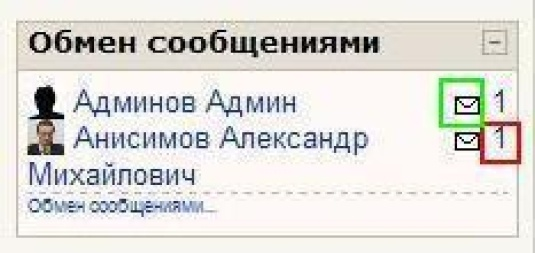 Обмен сообщениями
Админов Админ 1
Анисимов Александр 1
Михайлович
Обмен сообщениями...